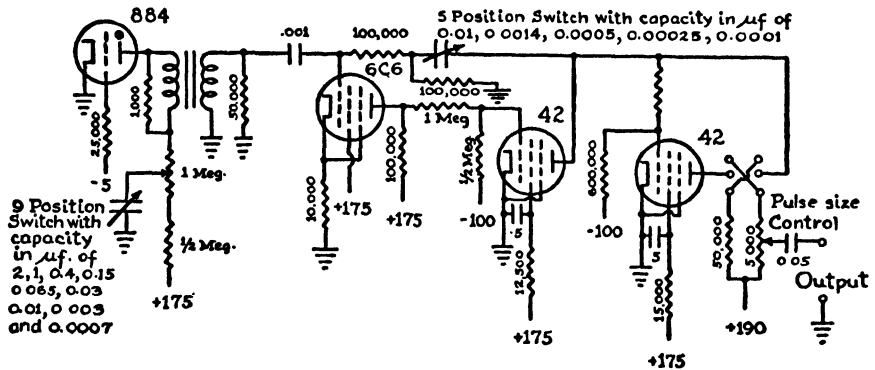 884
5 Position Switch with capacity in µf of
0.01, 0 0014, 0.0005, 0.00025, 0.0001
.001
100,000
6C6
1000
50,000
100,000
25,000
-5
1 Meg.
1 Meg
42
42
½ Meg
100,000
600,000
10,000
9 Position
Switch with
capacity
in µf. of
2, 1, 0.4, 0.15
0 065, 0.03
0.01, 0 003
and 0.0007
½ Meg.
+175
+175
+175
-100
.5
12,500
+175
-100
.5
15,000
+175
50,000
5,000
Pulse size
Control
0 05
Output
+190